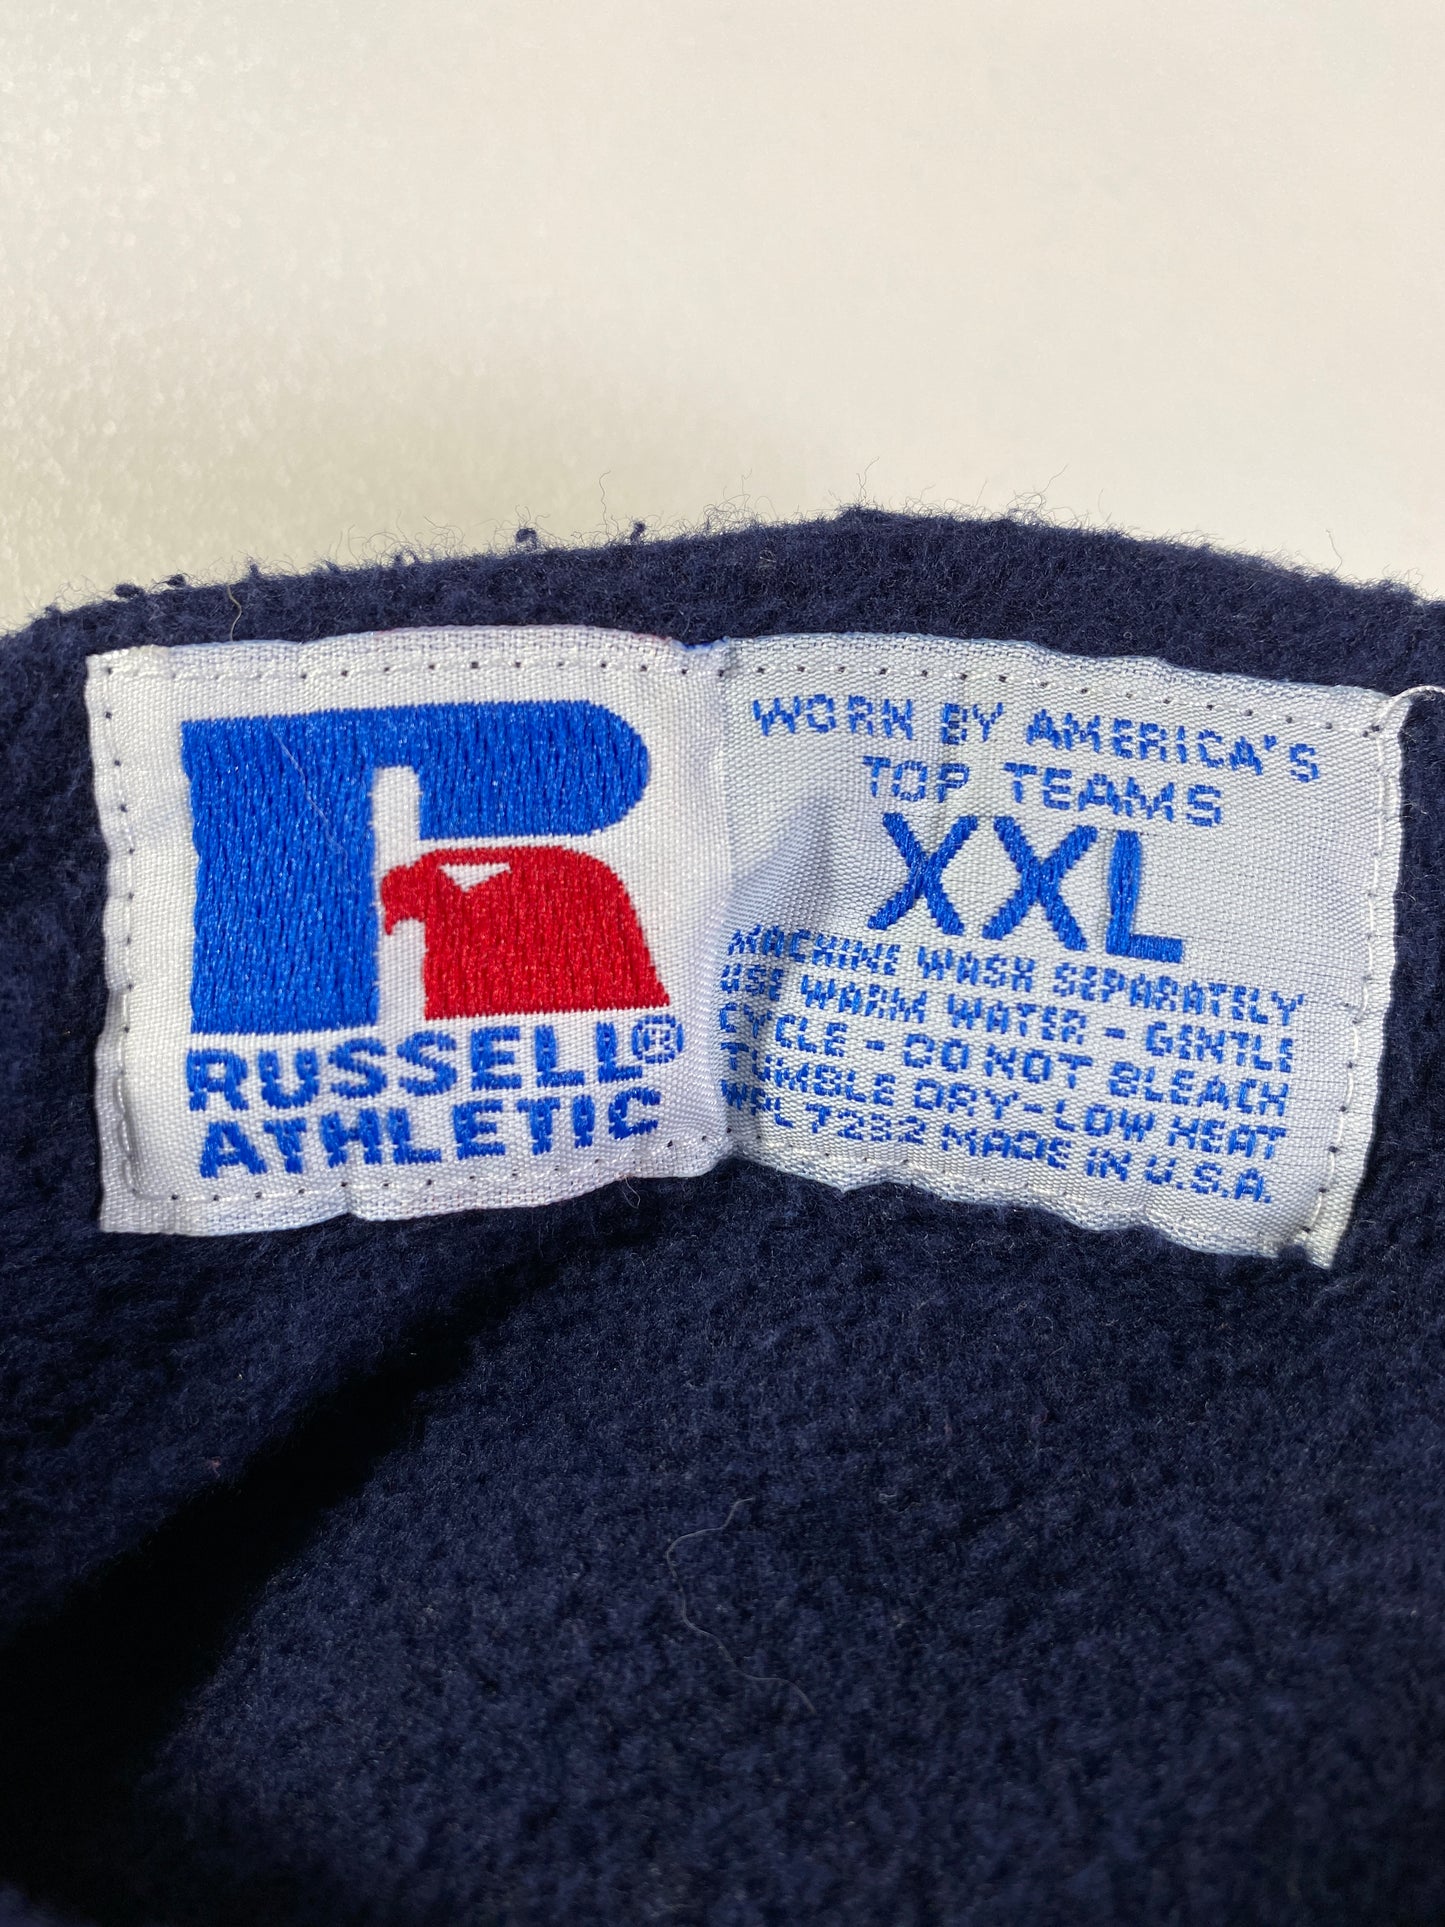 RUSSELL®
ATHLETIC
WORN BY AMERICA'S
TOP TEAMS
XXL
MACHINE WASH SEPARATELY
USE WARM WATER - GENTLE
CYCLE - DO NOT BLEACH
TUMBLE DRY-LOW HEAT
WPL 7232 MADE IN U.S.A.